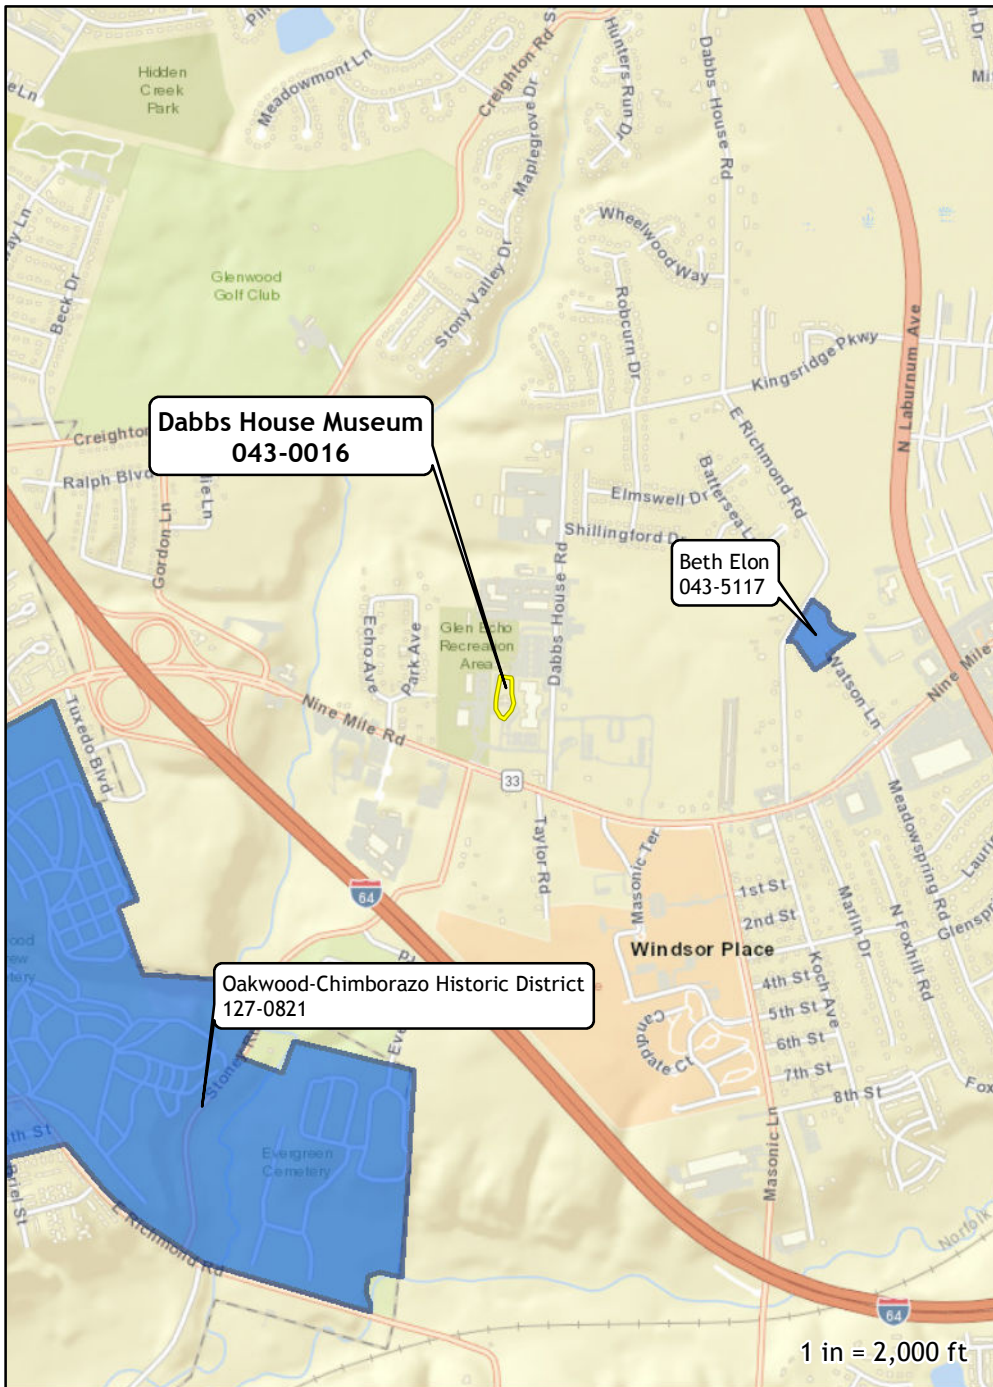 Hidden
Creek
Park
Meadowmont Ln
Creighton Rd
Hunters Run Dr
Dabbs House Rd
Maplegrove Dr
Beck Dr
Glenwood
Golf Club
Stony Valley Dr
Wheelwood Way
Robcurn Dr
Kingsridge Pkwy
N Laburnum Ave
Dabbs House Museum
043-0016
Creighton
Ralph Blvd
Gordon Ln
E Richmond Rd
Elmswell Dr
Shillingford Dr
Dabbs House Rd
Beth Elon
043-5117
Echo Ave
Park Ave
Glen Echo
Recreation
Area
Watson Ln
Nine Mile
Tuxedo Blvd
Nine Mile Rd
33
Taylor Rd
Masonic Ter
Meadowspring Rd
64
1st St
2nd St
Marlin Dr
N Foxhill Rd
Windsor Place
Koch Ave
4th St
5th St
6th St
7th St
8th St
Candidate Ct
Oakwood-Chimborazo Historic District
127-0821
Stoney R
Evergreen
Cemetery
Masonic Ln
Briel St
E Richmond Rd
Norfolk
64
1 in = 2,000 ft